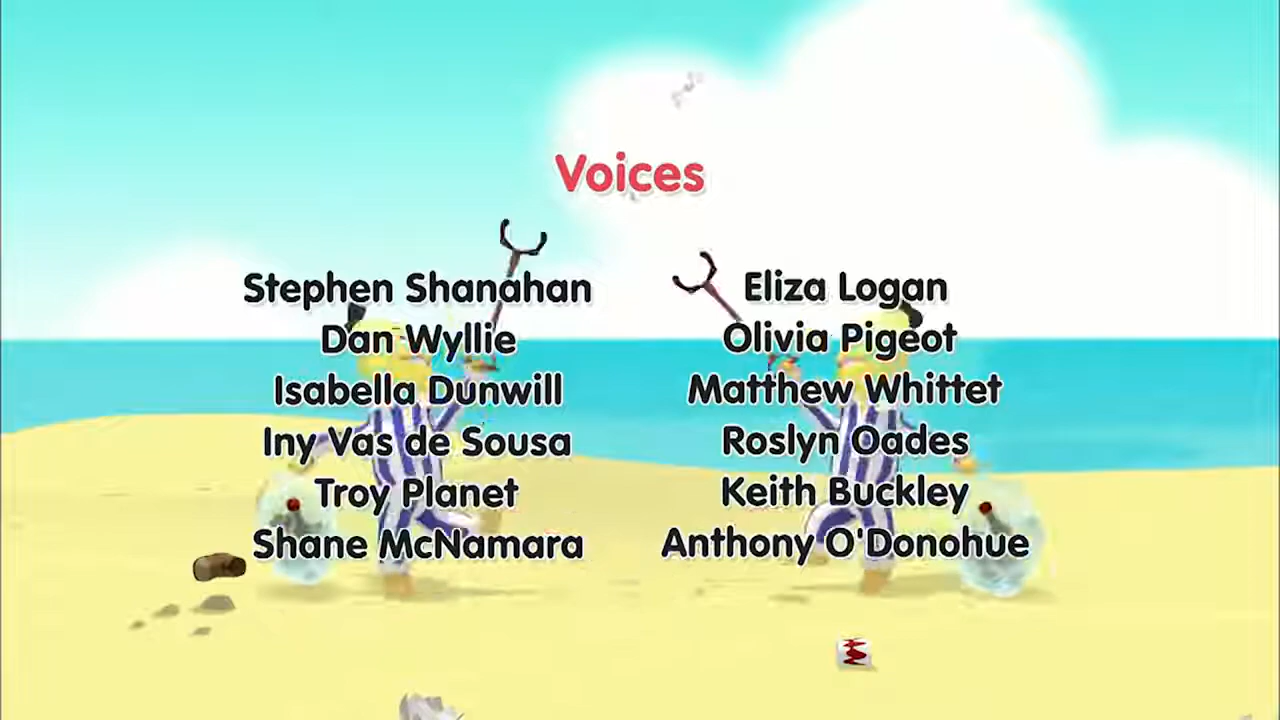 Voices
Stephen Shanahan
Dan Wyllie
Isabella Dunwill
Iny Vas de Sousa
Troy Planet
Shane McNamara
Eliza Logan
Olivia Pigeot
Matthew Whittet
Roslyn Oades
Keith Buckley
Anthony O'Donohue